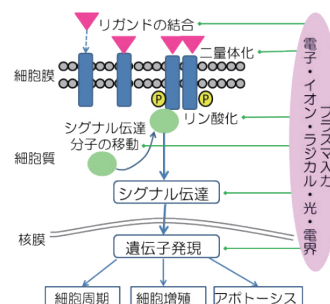 リガンドの結合
二量体化
細胞膜
P
P
リン酸化
シグナル伝達
分子の移動
細胞質
シグナル伝達
核膜
遺伝子発現
細胞周期
細胞増殖
アポトーシス
プラズマ入力
電子・イオン・ラジカル・光・電界